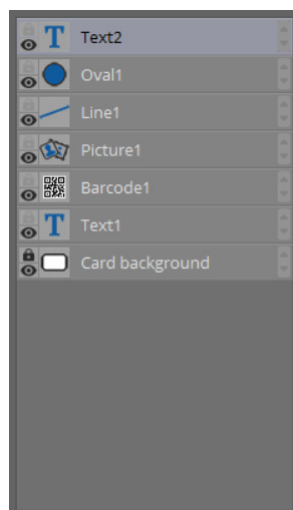 Text2
Oval1
Line1
Picture1
Barcode1
Text1
Card background